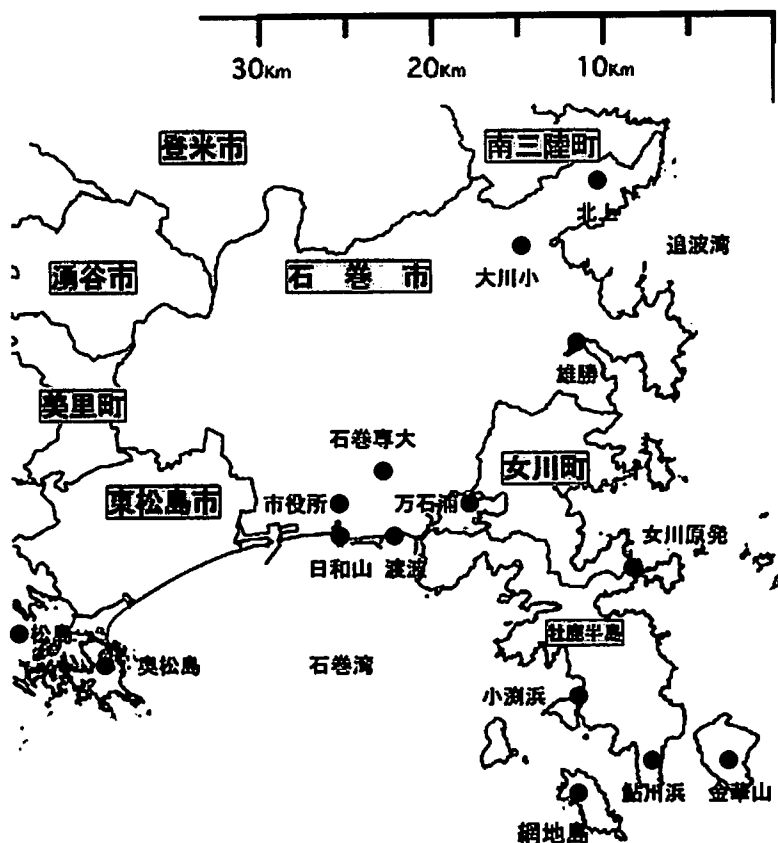 30Km 20Km 10Km
登米市 南三陸町
北上
追波湾
大川小
湧谷市 石巻市
雄勝
美里町
石巻専大
女川町
東松島市 市役所 万石浦
女川原発
日和山 渡波
牡鹿半島
松島 奥松島 石巻湾
小渕浜
鮎川浜 金華山
網地島